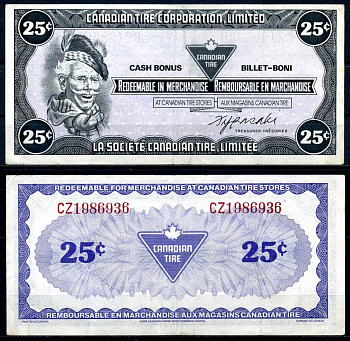 25¢ CANADIAN TIRE CORPORATION, LIMITED 25¢
CANADIAN
TIRE
CASH BONUS BILLET-BONI
REDEEMABLE IN MERCHANDISE REMBOURSABLE EN MARCHANDISE
AT CANADIAN TIRE STORES AUX MAGASINS CANADIAN TIRE
TREASURER-TRÉSORIER
25¢ LA SOCIÉTÉ CANADIAN TIRE, LIMITÉE 25¢
REDEEMABLE FOR MERCHANDISE AT CANADIAN TIRE STORES
CZ1986936 CZ1986936
25¢ CANADIAN TIRE 25¢
REMBOURSABLE EN MARCHANDISE AUX MAGASINS CANADIAN TIRE